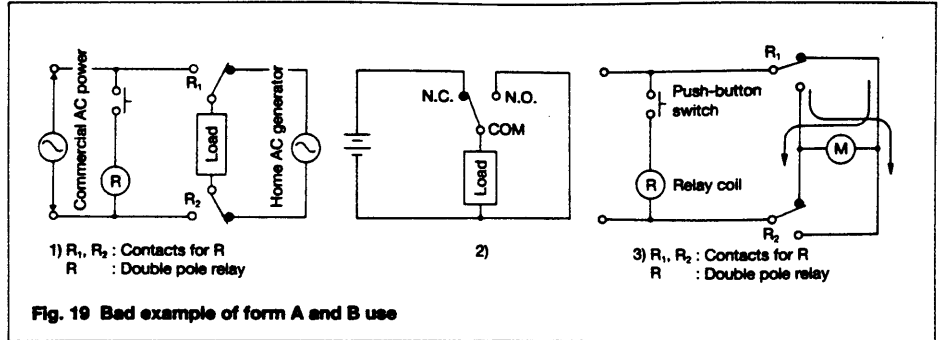 Commercial AC power
R
R₁
R₂
Load
Home AC generator
1) R₁, R₂ : Contacts for R
R : Double pole relay
N.C.
N.O.
COM
Load
2)
R₁
Push-button
switch
M
R
Relay coil
R₂
3) R₁, R₂ : Contacts for R
R : Double pole relay
Fig. 19 Bad example of form A and B use